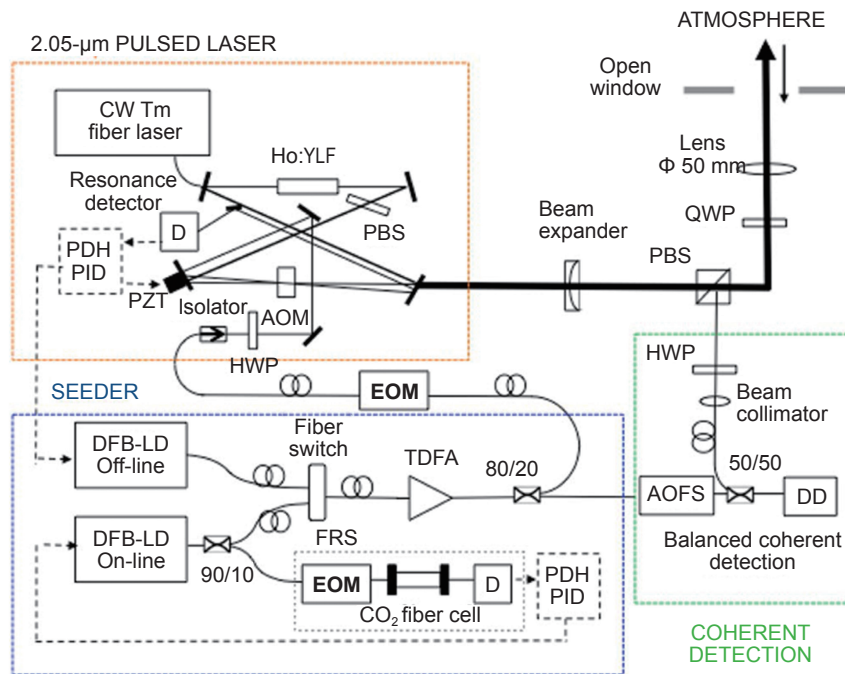 ATMOSPHERE
2.05-μm PULSED LASER
Open
window
CW Tm
fiber laser
Ho:YLF
Lens
Φ 50 mm
Resonance
detector
D
PBS
Beam
expander
QWP
PBS
PDH
PID
PZT
Isolator
AOM
HWP
HWP
SEEDER
EOM
Beam
collimator
Fiber
switch
DFB-LD
Off-line
TDFA
80/20
50/50
AOFS
DD
DFB-LD
On-line
FRS
Balanced coherent
detection
90/10
EOM
D
PDH
PID
CO2 fiber cell
COHERENT
DETECTION